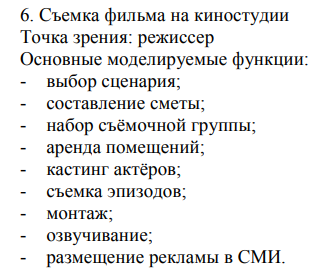 6. Съемка фильма на киностудии
Точка зрения: режиссер
Основные моделируемые функции:
- выбор сценария;
- составление сметы;
- набор съёмочной группы;
- аренда помещений;
- кастинг актёров;
- съемка эпизодов;
- монтаж;
- озвучивание;
- размещение рекламы в СМИ.